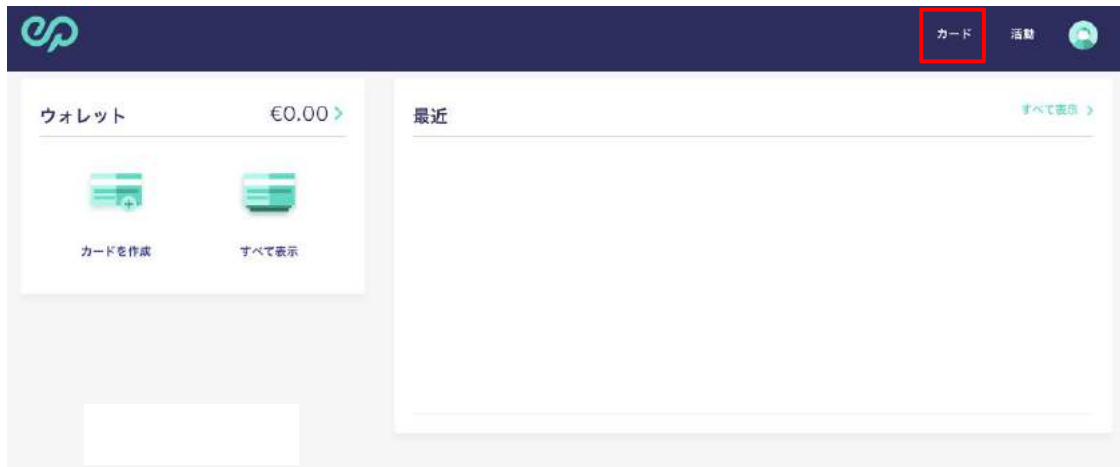 カード 活動
ウォレット €0.00 >
最近 すべて表示 >
カードを作成 すべて表示